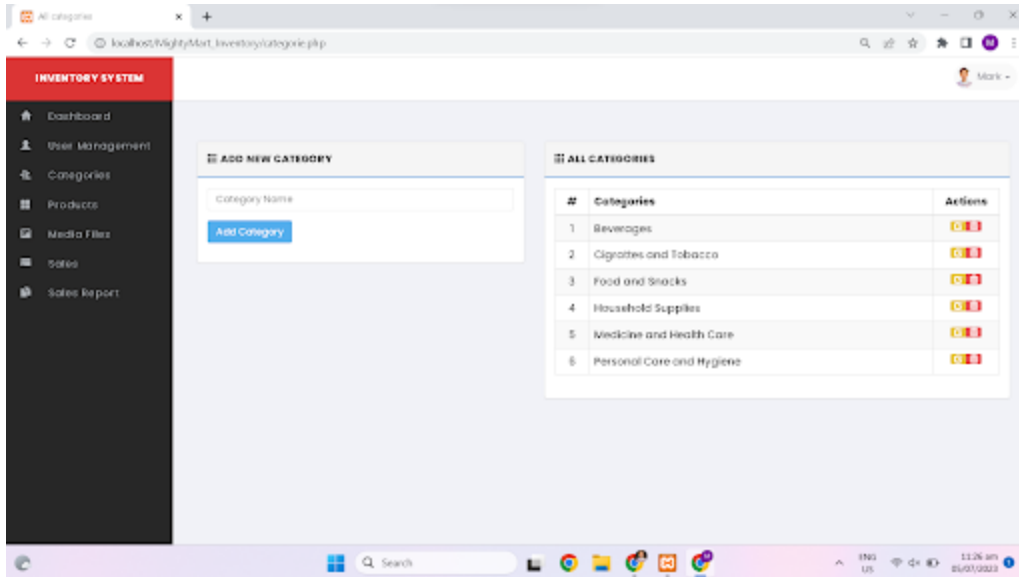 All categories
localhost/MightyMart_Inventory/categorie.php
INVENTORY SYSTEM
Mark
Dashboard
User Management
Categories
Products
Media Files
Sales
Sales Report
ADD NEW CATEGORY
Category Name
Add Category
ALL CATEGORIES
# Categories Actions
1 Beverages
2 Cigrattes and Tobacco
3 Food and Snacks
4 Household Supplies
5 Medicine and Health Care
6 Personal Care and Hygiene
Search
ENG
US
11:26 am
05/07/2023